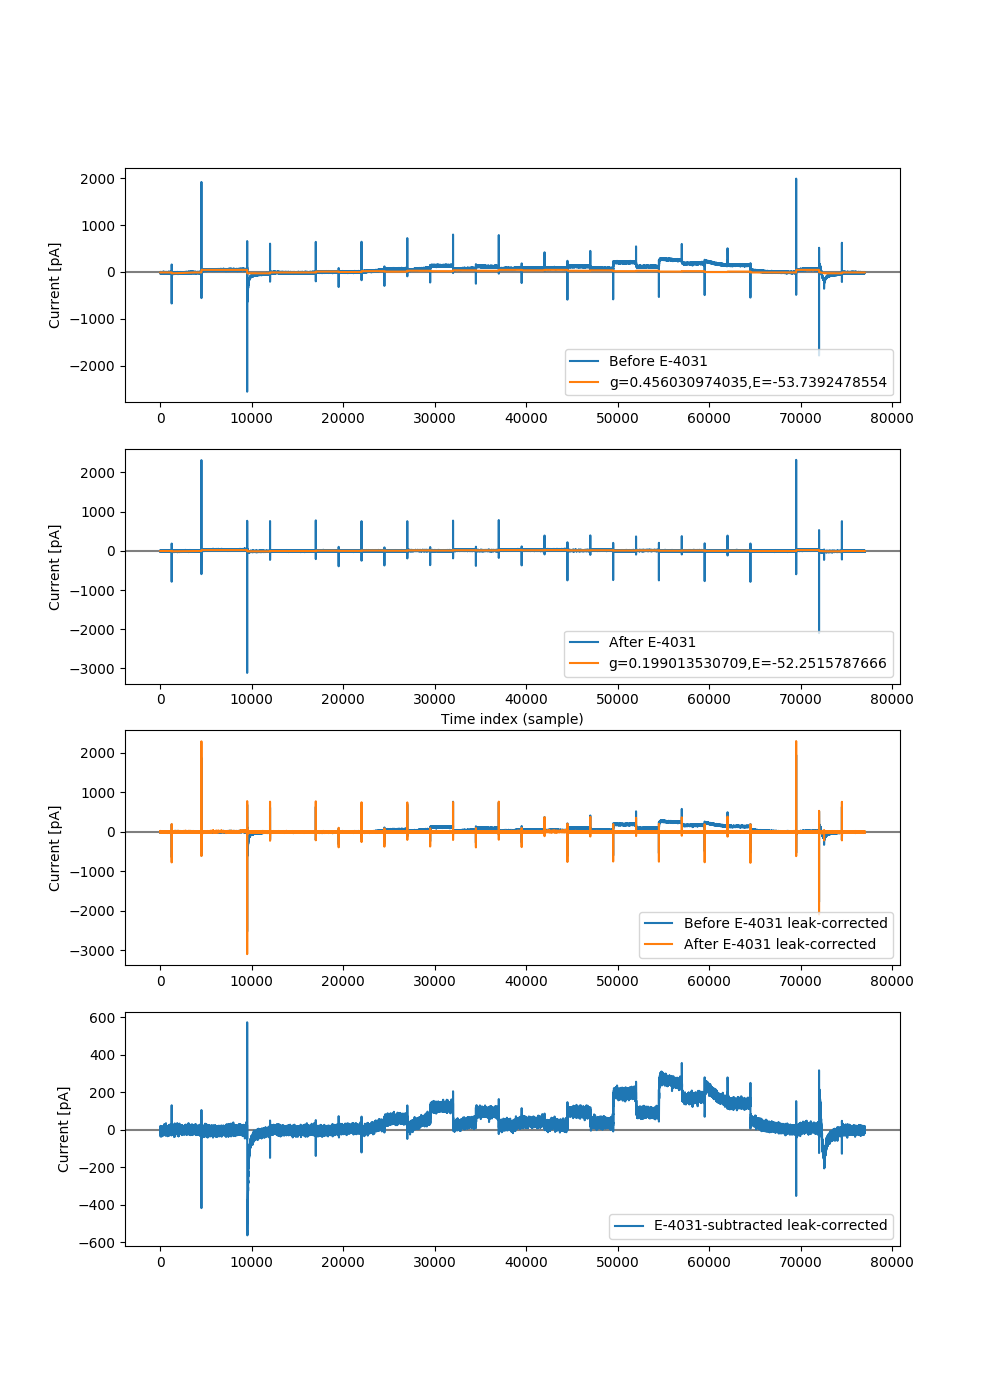 2000
1000
0
−1000
−2000
Current [pA]
Before E-4031
g=0.456030974035,E=-53.7392478554
0 10000 20000 30000 40000 50000 60000 70000 80000
2000
1000
0
−1000
−2000
−3000
Current [pA]
After E-4031
g=0.199013530709,E=-52.2515787666
0 10000 20000 30000 40000 50000 60000 70000 80000
Time index (sample)
2000
1000
0
−1000
−2000
−3000
Current [pA]
Before E-4031 leak-corrected
After E-4031 leak-corrected
0 10000 20000 30000 40000 50000 60000 70000 80000
600
400
200
0
−200
−400
−600
Current [pA]
E-4031-subtracted leak-corrected
0 10000 20000 30000 40000 50000 60000 70000 80000